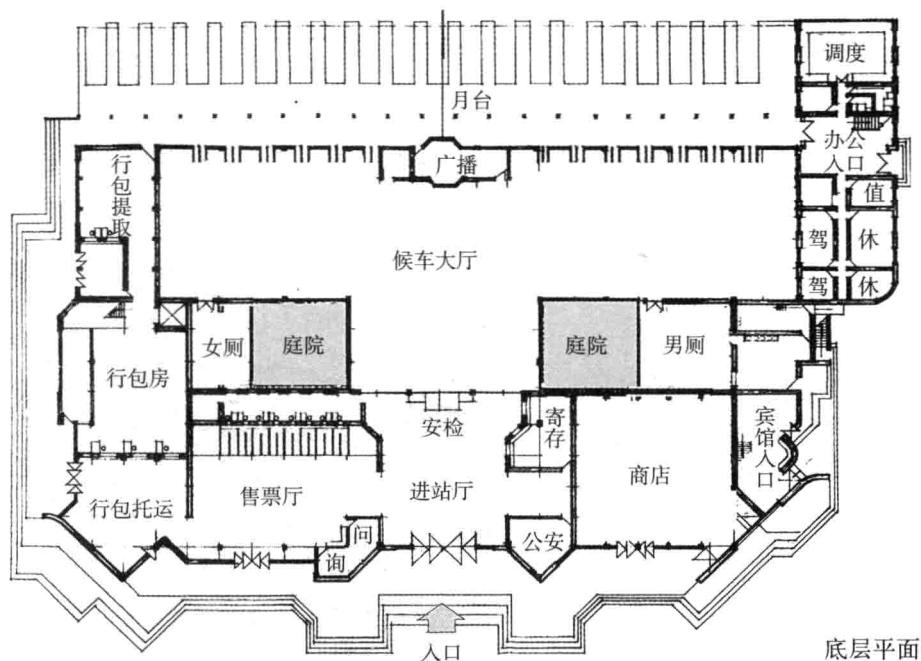 调度
月台
办公
入口
广播
行包提取
值
候车大厅
驾
休
驾
休
女厕
庭院
庭院
男厕
行包房
安检
寄存
宾馆入口
商店
售票厅
进站厅
行包托运
问
询
公安
入口
底层平面